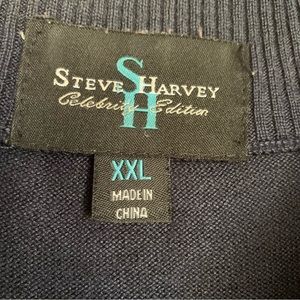 STEVE HARVEY
SH
Celebrity Edition
XXL
MADE IN
CHINA